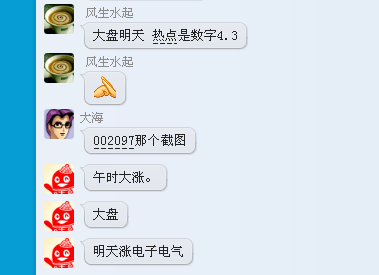 风生水起
大盘明天 热点是数字4.3
风生水起
大海
002097那个截图
午时大涨。
大盘
明天涨电子电气